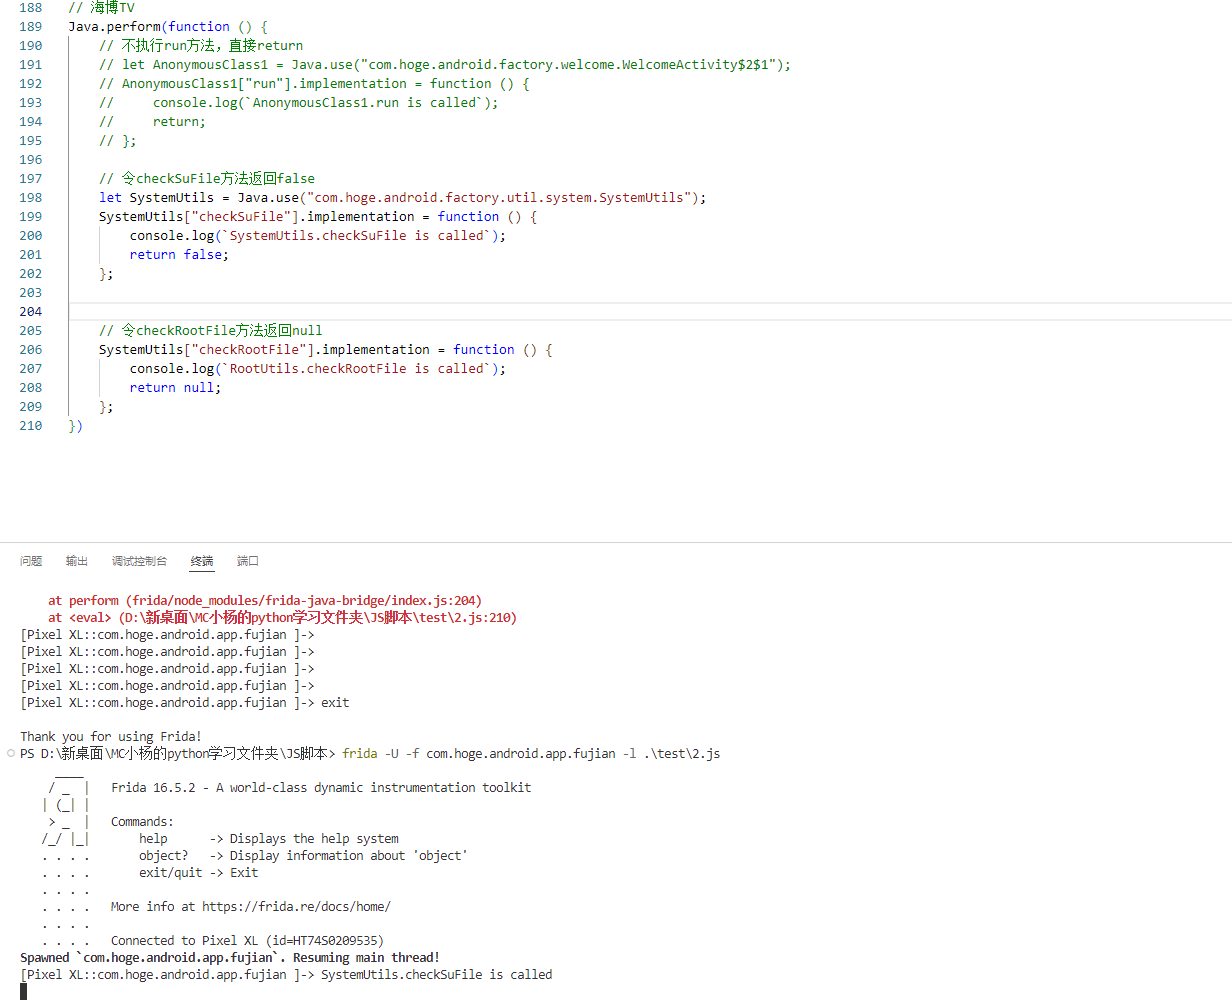 188 // 海博TV
189 Java.perform(function () {
190 // 不执行run方法，直接return
191 // let AnonymousClass1 = Java.use("com.hoge.android.factory.welcome.WelcomeActivity$2$1");
192 // AnonymousClass1["run"].implementation = function () {
193 //     console.log(`AnonymousClass1.run is called`);
194 //     return;
195 // };
196
197 // 令checkSuFile方法返回false
198 let SystemUtils = Java.use("com.hoge.android.factory.util.system.SystemUtils");
199 SystemUtils["checkSuFile"].implementation = function () {
200 console.log(`SystemUtils.checkSuFile is called`);
201 return false;
202 };
203
204
205 // 令checkRootFile方法返回null
206 SystemUtils["checkRootFile"].implementation = function () {
207 console.log(`RootUtils.checkRootFile is called`);
208 return null;
209 };
210 })
问题 输出 调试控制台 终端 端口
at perform (frida/node_modules/frida-java-bridge/index.js:204)
at <eval> (D:\新桌面\MC小杨的python学习文件夹\JS脚本\test\2.js:210)
[Pixel XL::com.hoge.android.app.fujian ]->
[Pixel XL::com.hoge.android.app.fujian ]->
[Pixel XL::com.hoge.android.app.fujian ]->
[Pixel XL::com.hoge.android.app.fujian ]->
[Pixel XL::com.hoge.android.app.fujian ]-> exit
Thank you for using Frida!
PS D:\新桌面\MC小杨的python学习文件夹\JS脚本> frida -U -f com.hoge.android.app.fujian -l .\test\2.js
     ____
    / _  |   Frida 16.5.2 - A world-class dynamic instrumentation toolkit
   | (_| |
    > _  |   Commands:
   /_/ |_|       help      -> Displays the help system
   . . . .       object?   -> Display information about 'object'
   . . . .       exit/quit -> Exit
   . . . .
   . . . .   More info at https://frida.re/docs/home/
   . . . .
   . . . .   Connected to Pixel XL (id=HT74S0209535)
Spawned `com.hoge.android.app.fujian`. Resuming main thread!
[Pixel XL::com.hoge.android.app.fujian ]-> SystemUtils.checkSuFile is called